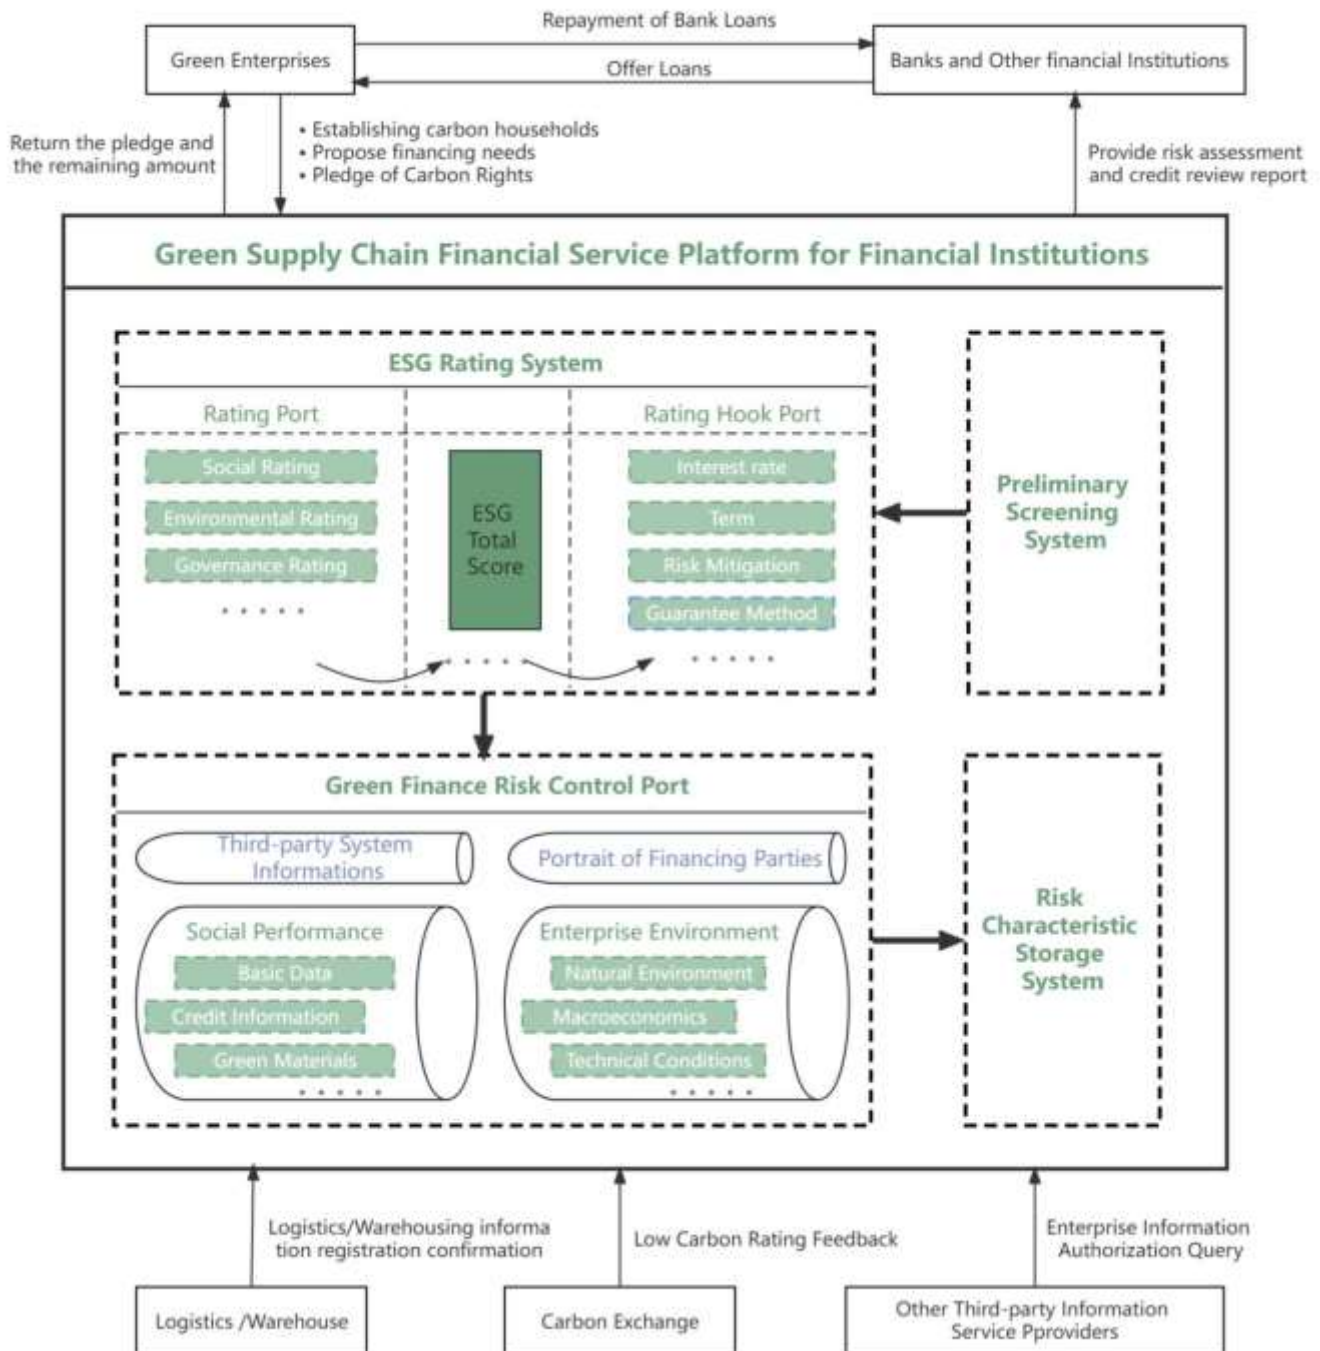 Repayment of Bank Loans
Green Enterprises
Banks and Other financial Institutions
Offer Loans
Return the pledge and
the remaining amount
• Establishing carbon households
• Propose financing needs
• Pledge of Carbon Rights
Provide risk assessment
and credit review report
Green Supply Chain Financial Service Platform for Financial Institutions
ESG Rating System
Rating Port
Rating Hook Port
Social Rating
Environmental Rating
Governance Rating
. . . . .
ESG
Total
Score
. . . . .
Interest rate
Term
Risk Mitigation
Guarantee Method
. . . . .
Preliminary
Screening
System
Green Finance Risk Control Port
Third-party System
Informations
Portrait of Financing Parties
Social Performance
Basic Data
Credit Information
Green Materials
. . . . .
Enterprise Environment
Natural Environment
Macroeconomics
Technical Conditions
. . . . .
Risk
Characteristic
Storage
System
Logistics/Warehousing informa
tion registration confirmation
Low Carbon Rating Feedback
Enterprise Information
Authorization Query
Logistics /Warehouse
Carbon Exchange
Other Third-party Information
Service Pproviders